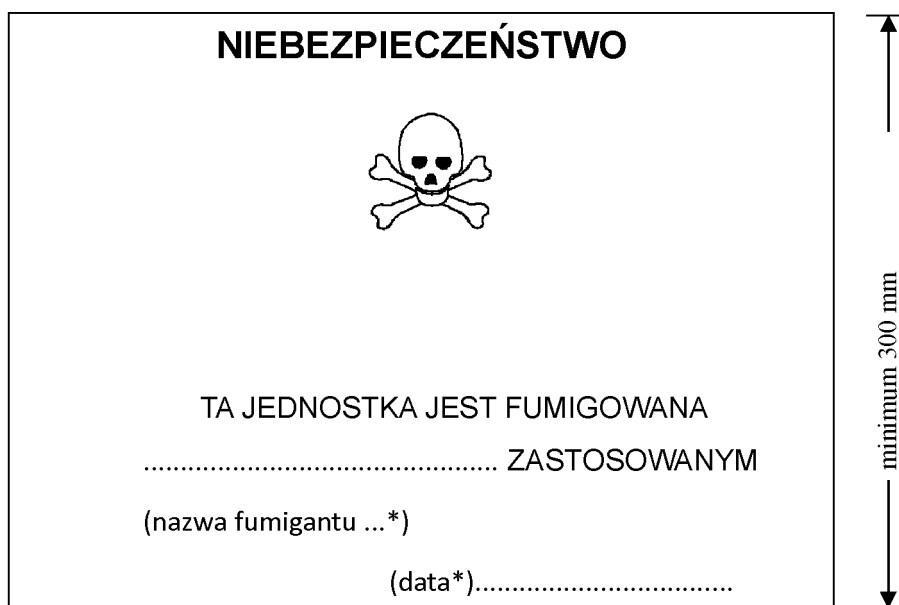 NIEBEZPIECZEŃSTWO
TA JEDNOSTKA JEST FUMIGOWANA
................................................ ZASTOSOWANYM
(nazwa fumigantu ...*)
(data*)...................................
minimum 300 mm